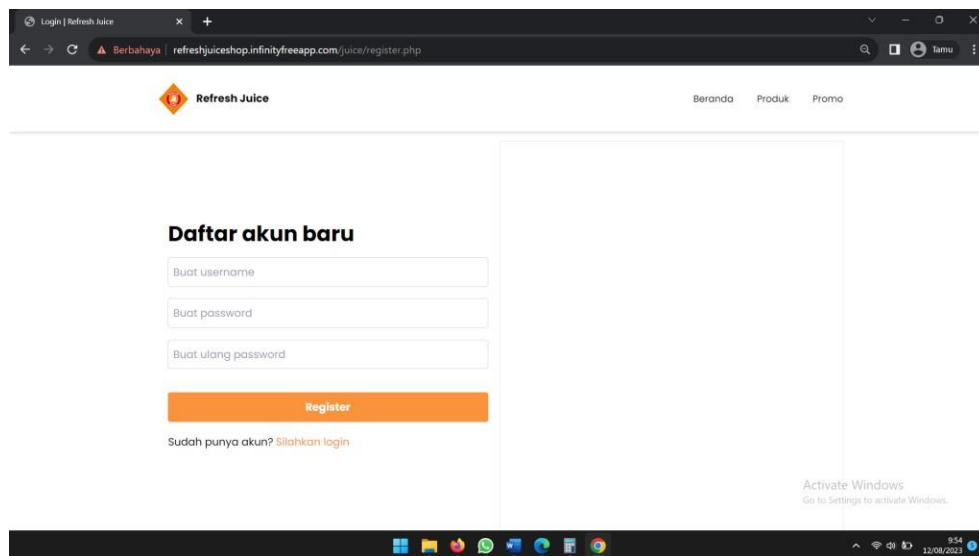 Login | Refresh Juice
Berbahaya | refreshjuiceshop.infinityfreeapp.com/juice/register.php
Tamu
Refresh Juice
Beranda Produk Promo
Daftar akun baru
Buat username
Buat password
Buat ulang password
Register
Sudah punya akun? Silahkan login
Activate Windows
Go to Settings to activate Windows.
9:54
12/08/2023